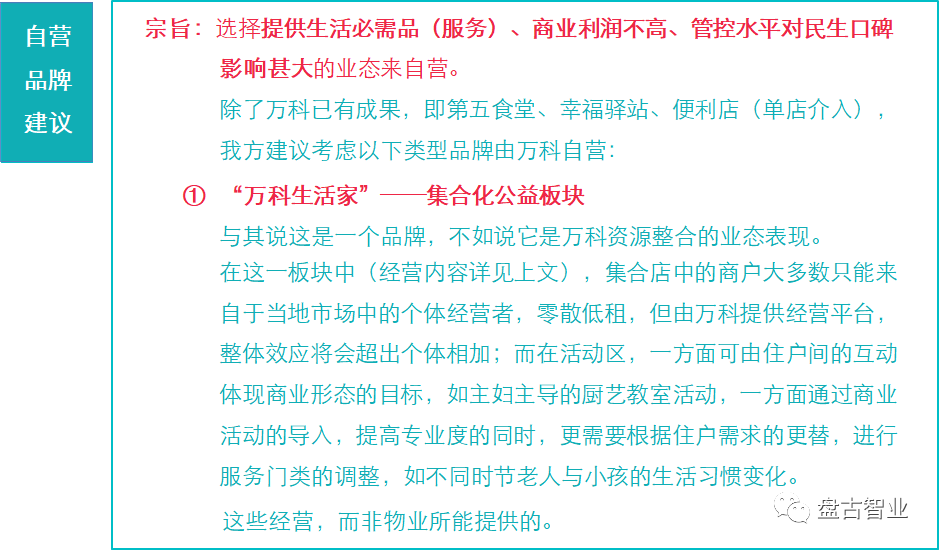 自营
品牌
建议
宗旨：选择提供生活必需品（服务）、商业利润不高、管控水平对民生口碑
影响甚大的业态来自营。
除了万科已有成果，即第五食堂、幸福驿站、便利店（单店介入），
我方建议考虑以下类型品牌由万科自营：
① “万科生活家”——集合化公益板块
与其说这是一个品牌，不如说它是万科资源整合的业态表现。
在这一板块中（经营内容详见上文），集合店中的商户大多数只能来
自于当地市场中的个体经营者，零散低租，但由万科提供经营平台，
整体效应将会超出个体相加；而在活动区，一方面可由住户间的互动
体现商业形态的目标，如主妇主导的厨艺教室活动，一方面通过商业
活动的导入，提高专业度的同时，更需要根据住户需求的更替，进行
服务门类的调整，如不同时节老人与小孩的生活习惯变化。
这些经营，而非物业所能提供的。
盘古智业